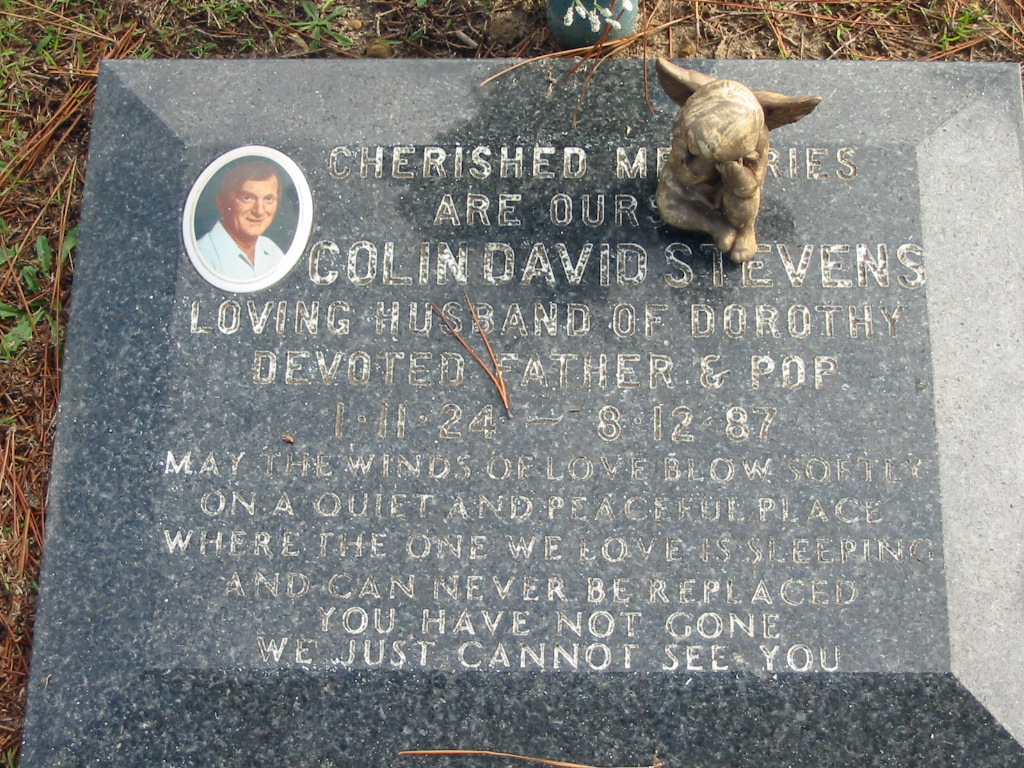 CHERISHED MEMORIES
ARE OURS
COLIN DAVID STEVENS
LOVING HUSBAND OF DOROTHY
DEVOTED FATHER & POP
1·11·24 — 8·12·87
MAY THE WINDS OF LOVE BLOW SOFTLY
ON A QUIET AND PEACEFUL PLACE
WHERE THE ONE WE LOVE IS SLEEPING
AND CAN NEVER BE REPLACED
YOU HAVE NOT GONE
WE JUST CANNOT SEE YOU